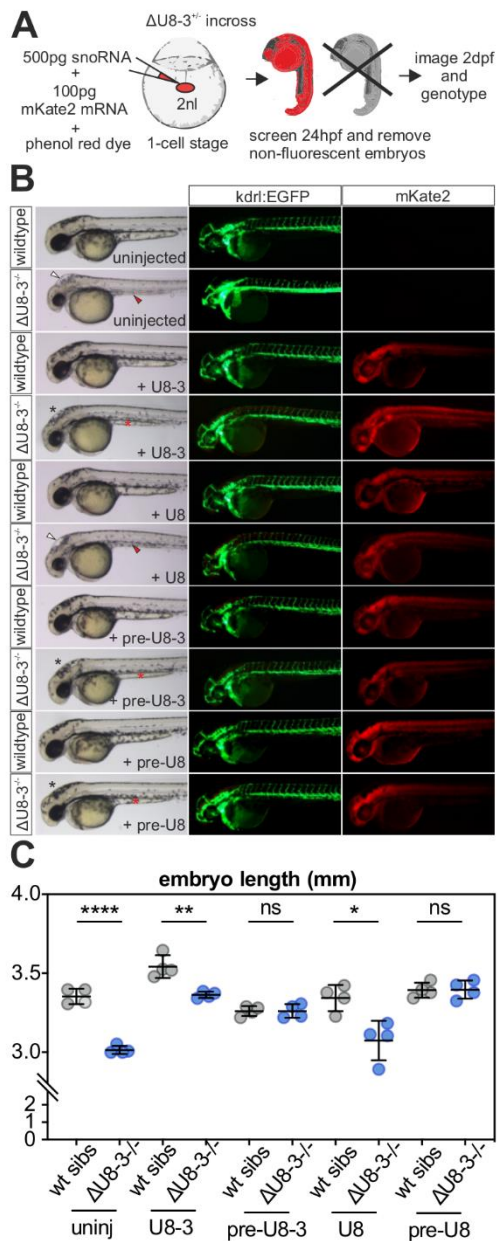 A
ΔU8-3+/- incross
500pg snoRNA
+
100pg
mKate2 mRNA
+
phenol red dye
2nl
1-cell stage
screen 24hpf and remove
non-fluorescent embryos
image 2dpf
and
genotype
B
kdrl:EGFP
mKate2
wildtype
uninjected
ΔU8-3-/-
uninjected
wildtype
+ U8-3
ΔU8-3-/-
*
*
+ U8-3
wildtype
+ U8
ΔU8-3-/-
+ U8
wildtype
+ pre-U8-3
ΔU8-3-/-
*
*
+ pre-U8-3
wildtype
+ pre-U8
ΔU8-3-/-
*
*
+ pre-U8
C
embryo length (mm)
4.0
3.5
3.0
2
1
0
****
**
ns
*
ns
wt sibs
ΔU8-3-/-
wt sibs
ΔU8-3-/-
wt sibs
ΔU8-3-/-
wt sibs
ΔU8-3-/-
wt sibs
ΔU8-3-/-
uninj
U8-3
pre-U8-3
U8
pre-U8